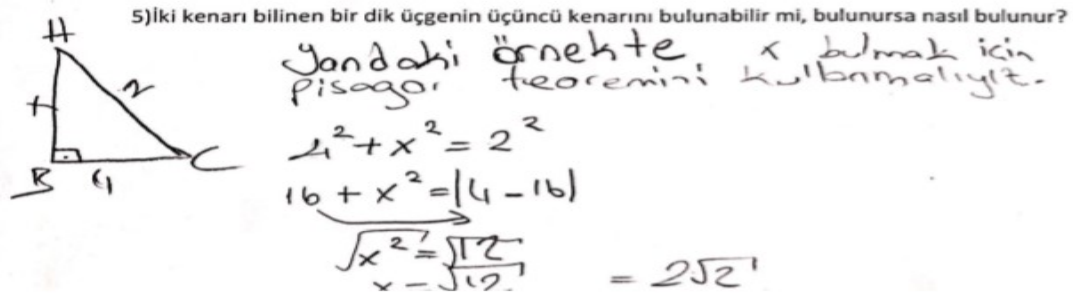 5)İki kenarı bilinen bir dik üçgenin üçüncü kenarını bulunabilir mi, bulunursa nasıl bulunur?
Yandaki örnekte x bulmak için
pisagor teoremini kullanmalıyız.
H
2
x
B 4 C
4² + x² = 2²
16 + x² = |4 - 16|
√x² = √12
x = √12 = 2√2